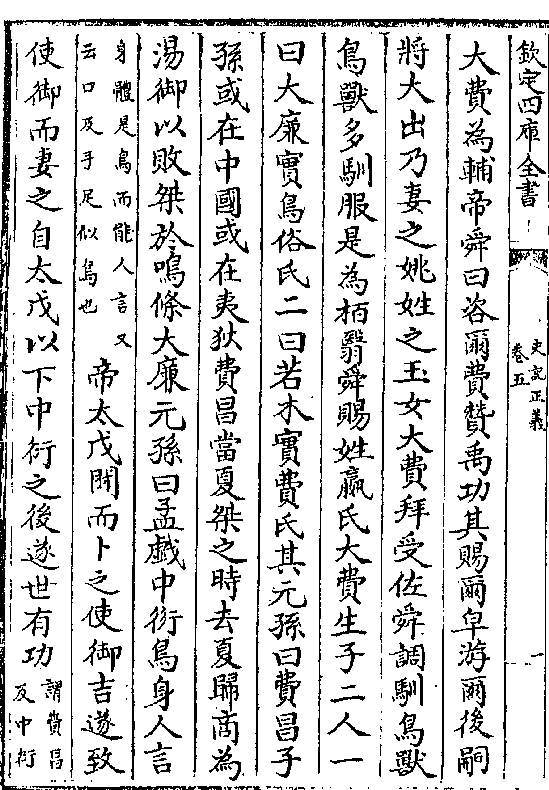 欽定四庫全書
史記正義
卷五
一
大費為輔帝舜曰咨爾費贊禹功其賜爾皁游爾後嗣
將大出乃妻之姚姓之玉女大費拜受佐舜調馴鳥獸
鳥獸多馴服是為栢翳舜賜姓嬴氏大費生子二人一
曰大廉實鳥俗氏二曰若木實費氏其元孫曰費昌子
孫或在中國或在夷狄費昌當夏桀之時去夏歸商為
湯御以敗桀於鳴條大廉元孫曰孟戲中衍鳥身人言
身體是鳥而能人言又
云口及手足似鳥也
帝太戊聞而卜之使御吉遂致
使御而妻之自太戊以下中衍之後遂世有功
謂費昌
及中衍